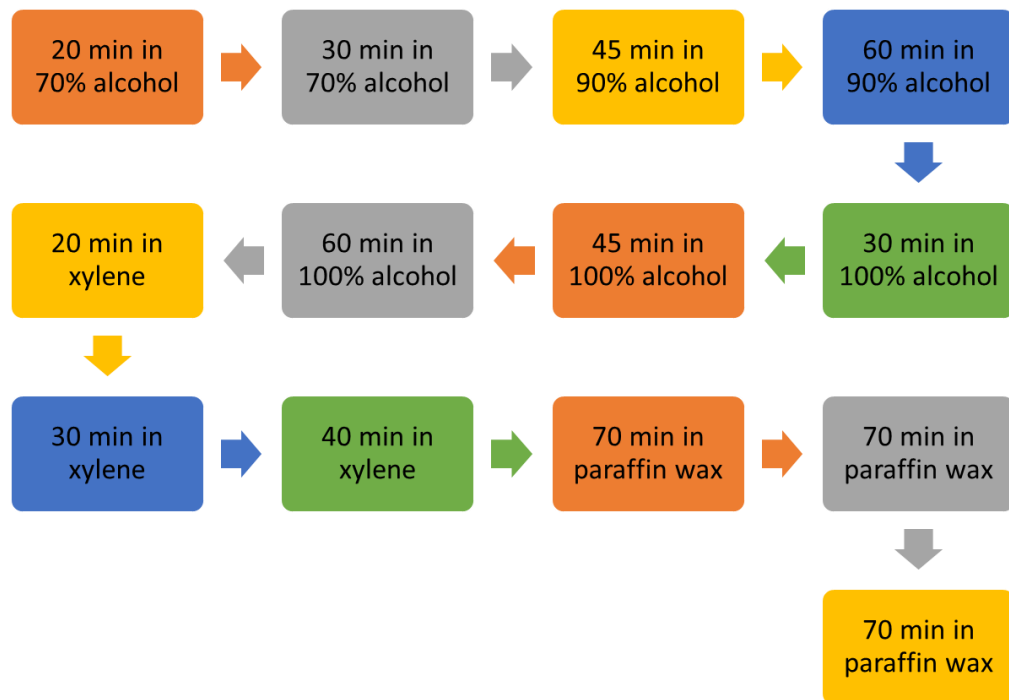 20 min in
70% alcohol
30 min in
70% alcohol
45 min in
90% alcohol
60 min in
90% alcohol
30 min in
100% alcohol
45 min in
100% alcohol
60 min in
100% alcohol
20 min in
xylene
30 min in
xylene
40 min in
xylene
70 min in
paraffin wax
70 min in
paraffin wax
70 min in
paraffin wax